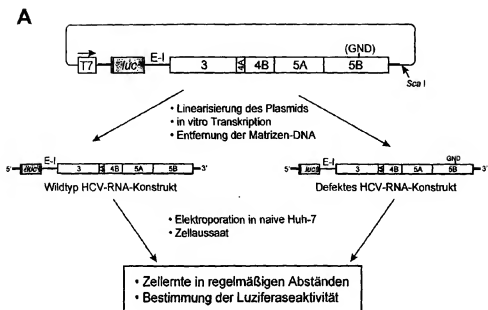 A
E-I
(GND)
T7 luc 3 4A 4B 5A 5B
Sca I
• Linearisierung des Plasmids
• in vitro Transkription
• Entfernung der Matrizen-DNA
E-I
GND
5' luc 3 4B 5A 5B 3'
5' luc E-I 3 4B 5A 5B 3'
Wildtyp HCV-RNA-Konstrukt
Defektes HCV-RNA-Konstrukt
• Elektroporation in naive Huh-7
• Zellaussaat
• Zellernte in regelmäßigen Abständen
• Bestimmung der Luziferaseaktivität